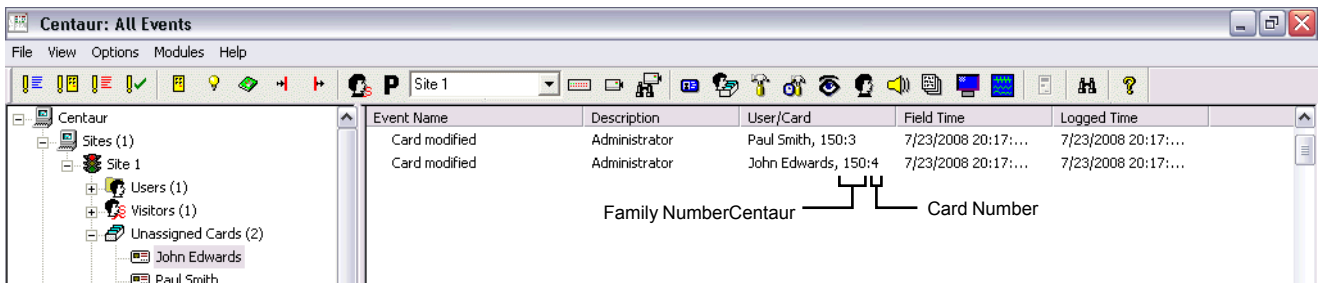 Centaur: All Events
File View Options Modules Help
P Site 1
Centaur
Event Name Description User/Card Field Time Logged Time
Card modified Administrator Paul Smith, 150:3 7/23/2008 20:17:... 7/23/2008 20:17:...
Sites (1)
Card modified Administrator John Edwards, 150:4 7/23/2008 20:17:... 7/23/2008 20:17:...
Site 1
Users (1)
Visitors (1)
Family NumberCentaur Card Number
Unassigned Cards (2)
John Edwards
Paul Smith